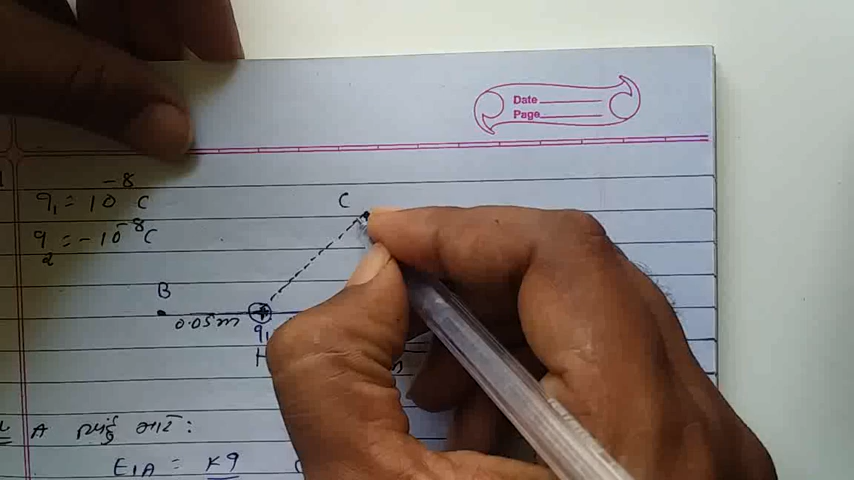 Date
Page
q₁ = 10⁻⁸ C
q₂ = -10⁻⁸ C
C
B
0.05m
+
q₁
A
E₁A = Kq